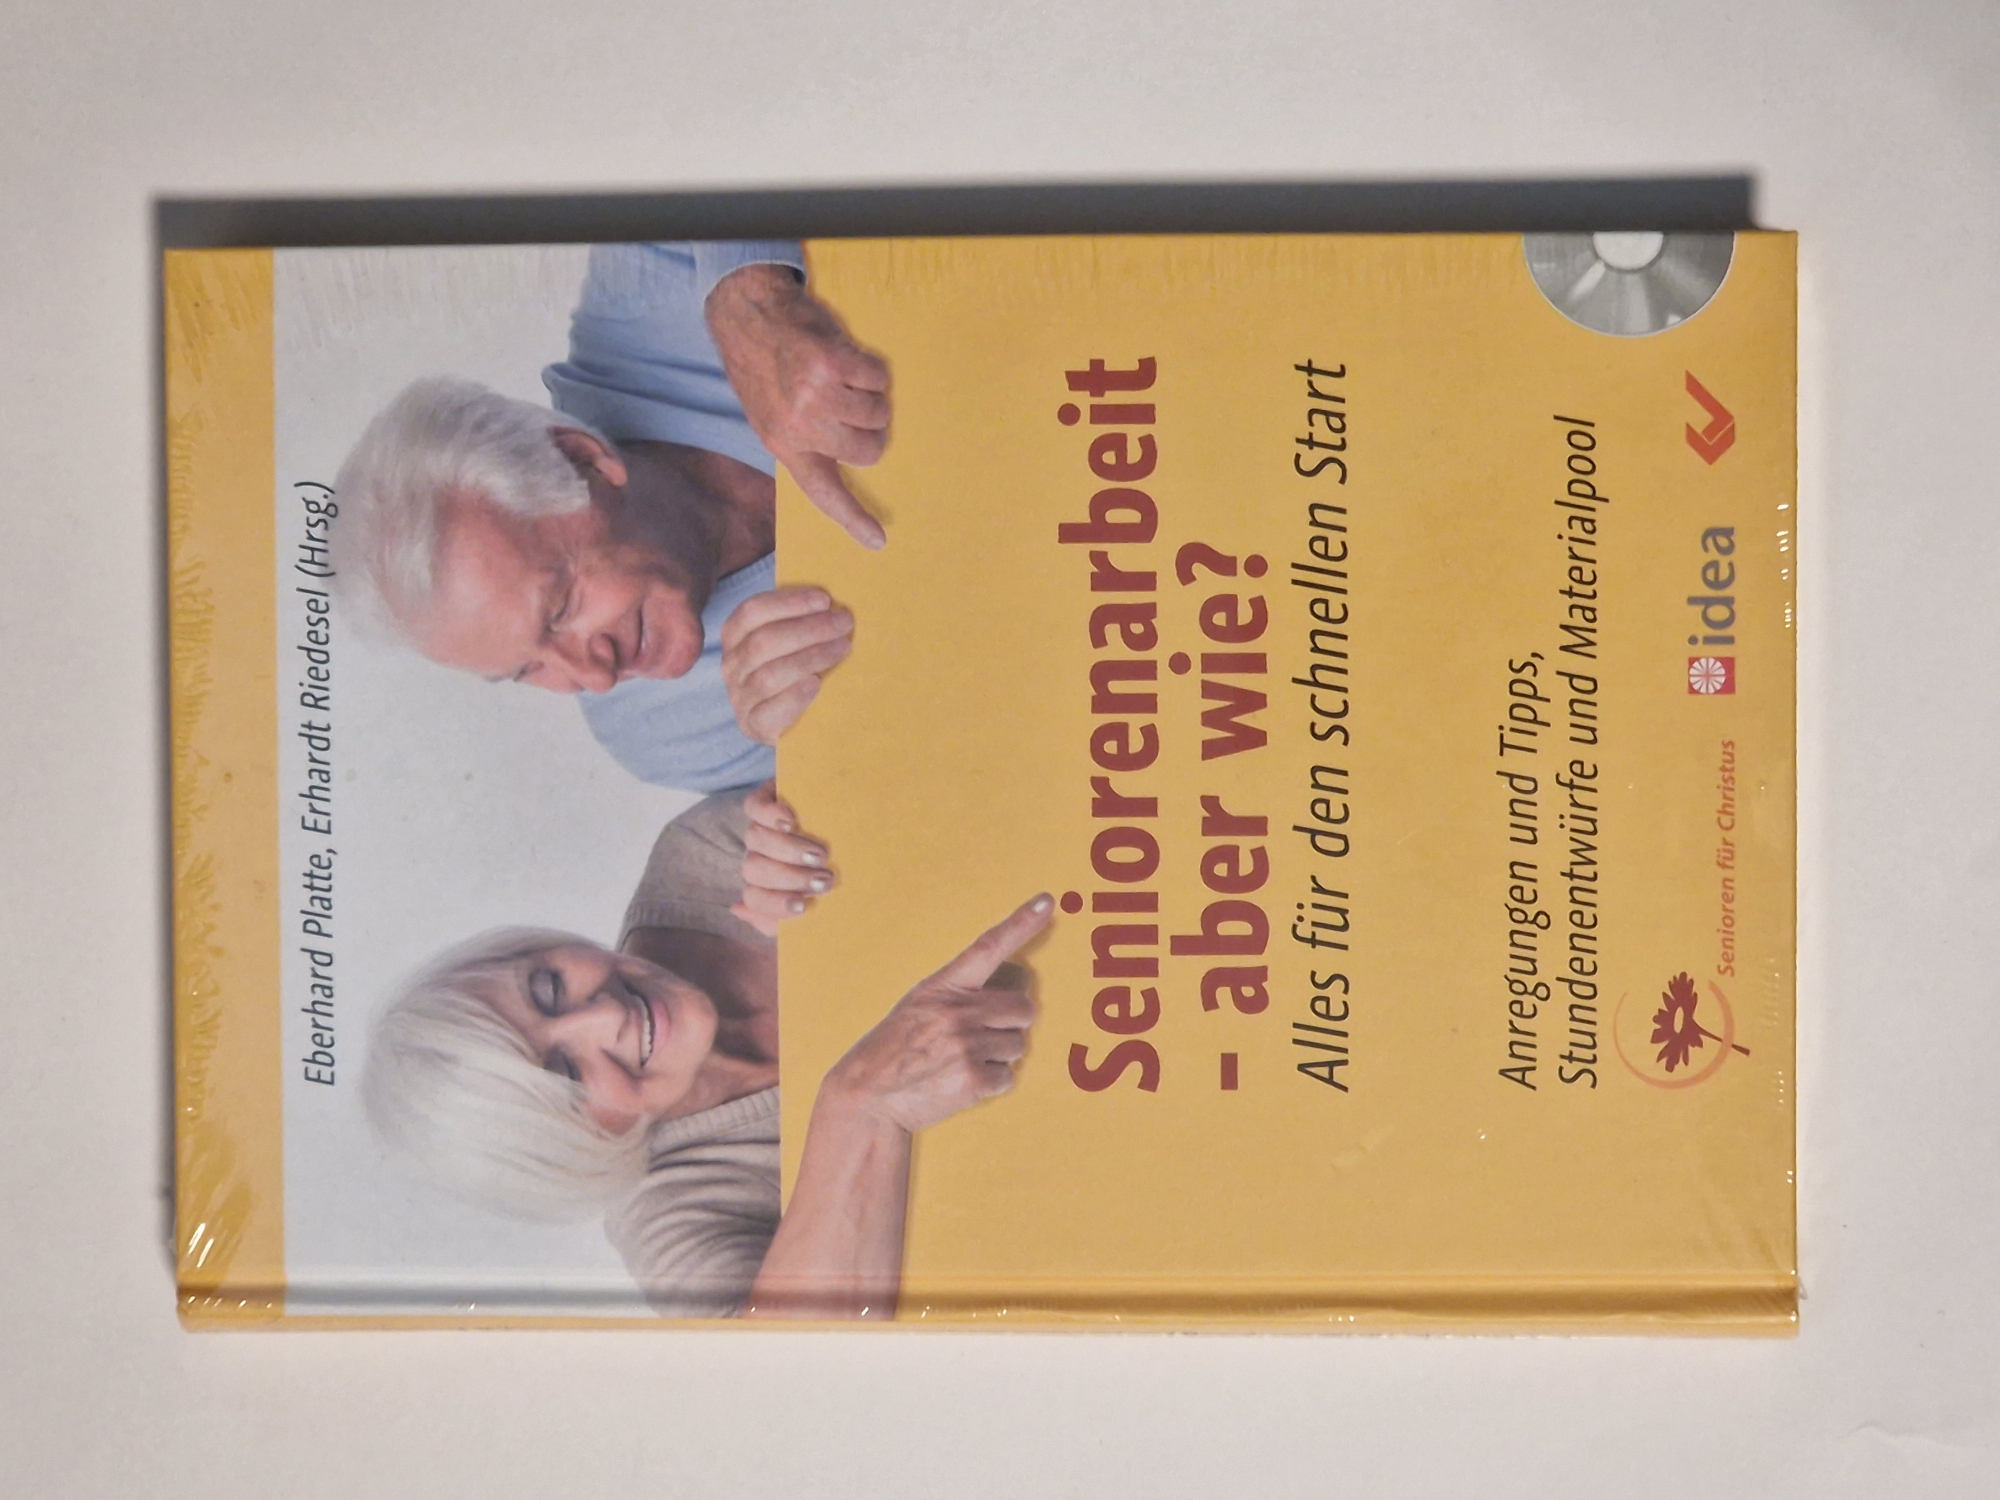 Eberhard Platte, Erhardt Riedesel (Hrsg.)
Seniorenarbeit
- aber wie?
Alles für den schnellen Start
Anregungen und Tipps,
Stundenentwürfe und Materialpool
Senioren für Christus
idea